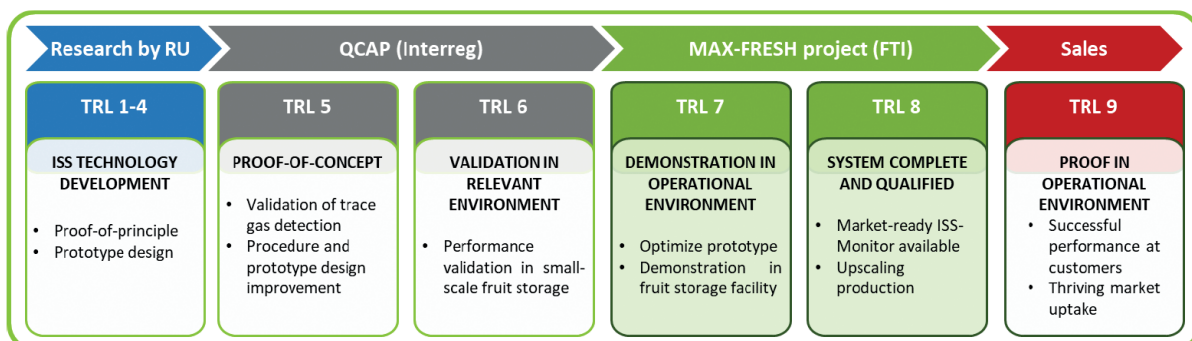 Research by RU
QCAP (Interreg)
MAX-FRESH project (FTI)
Sales
TRL 1-4
ISS TECHNOLOGY
DEVELOPMENT
• Proof-of-principle
• Prototype design
TRL 5
PROOF-OF-CONCEPT
• Validation of trace
gas detection
• Procedure and
prototype design
improvement
TRL 6
VALIDATION IN
RELEVANT
ENVIRONMENT
• Performance
validation in small-
scale fruit storage
TRL 7
DEMONSTRATION IN
OPERATIONAL
ENVIRONMENT
• Optimize prototype
• Demonstration in
fruit storage facility
TRL 8
SYSTEM COMPLETE
AND QUALIFIED
• Market-ready ISS-
Monitor available
• Upscaling
production
TRL 9
PROOF IN
OPERATIONAL
ENVIRONMENT
• Successful
performance at
customers
• Thriving market
uptake